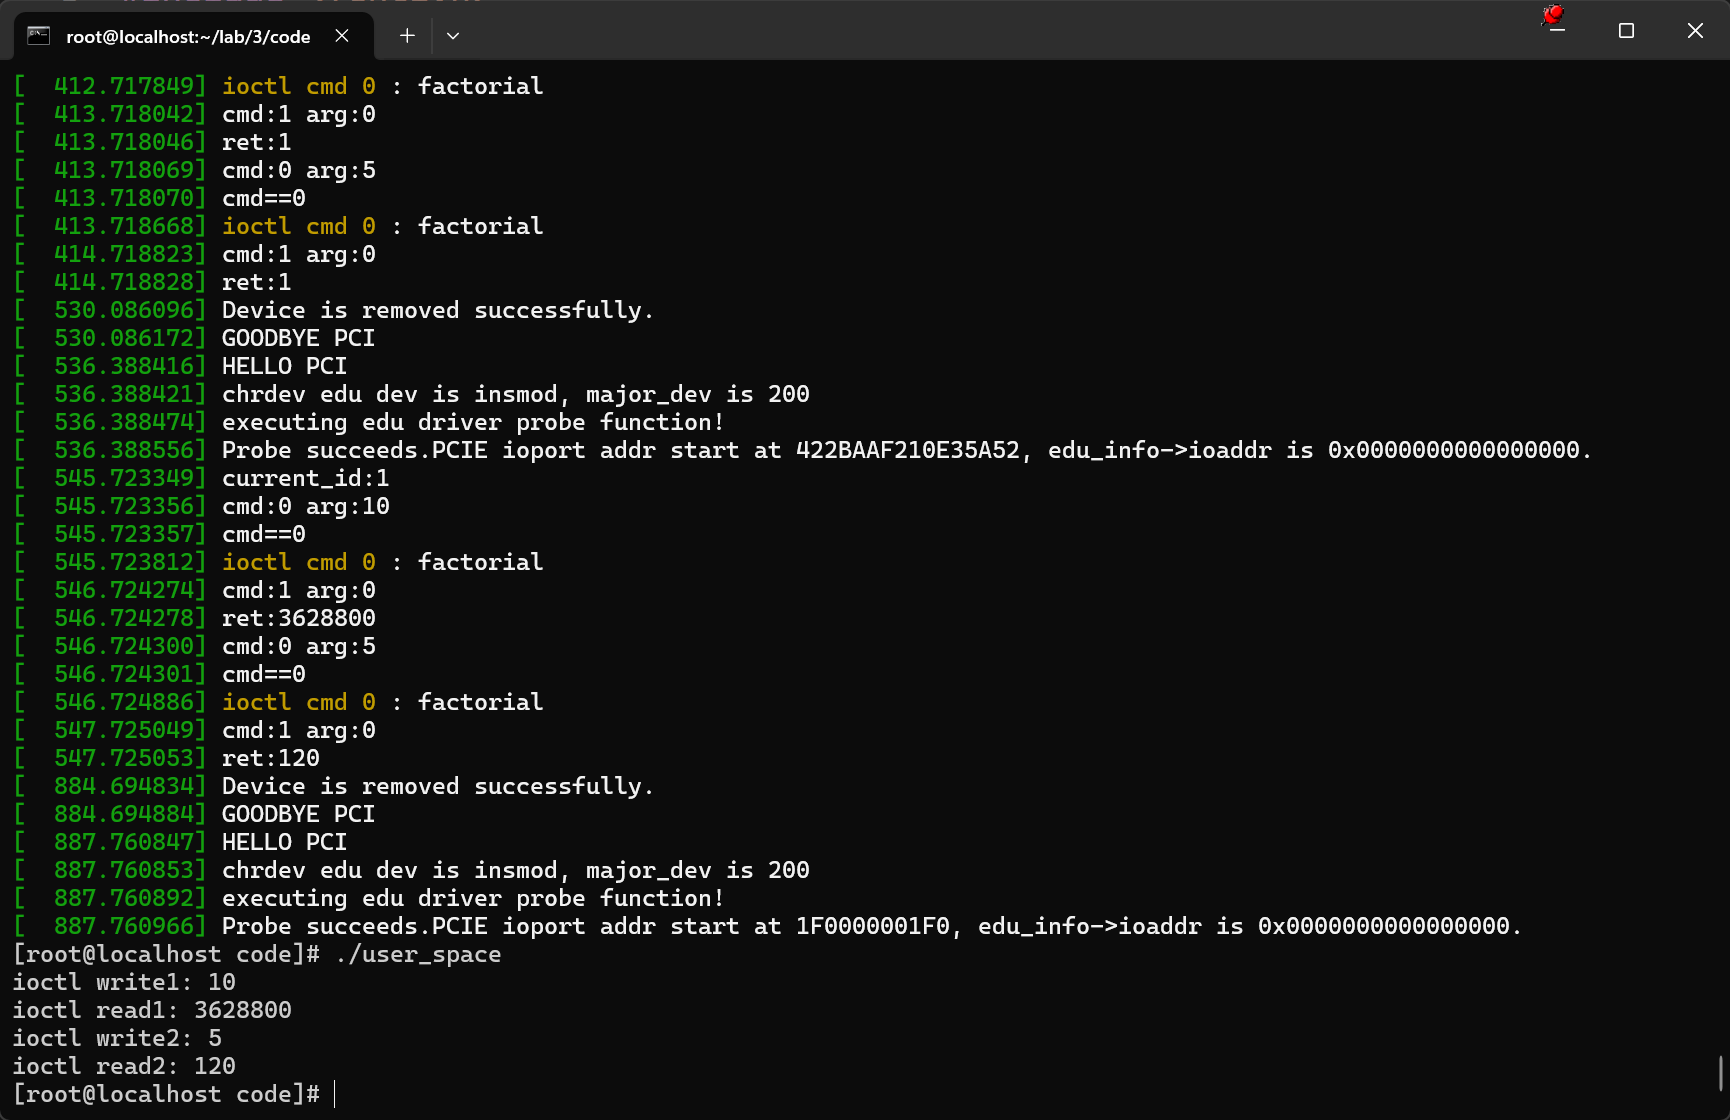 root@localhost:~/lab/3/code
[  412.717849] ioctl cmd 0 : factorial
[  413.718042] cmd:1 arg:0
[  413.718046] ret:1
[  413.718069] cmd:0 arg:5
[  413.718070] cmd==0
[  413.718668] ioctl cmd 0 : factorial
[  414.718823] cmd:1 arg:0
[  414.718828] ret:1
[  530.086096] Device is removed successfully.
[  530.086172] GOODBYE PCI
[  536.388416] HELLO PCI
[  536.388421] chrdev edu dev is insmod, major_dev is 200
[  536.388474] executing edu driver probe function!
[  536.388556] Probe succeeds.PCIE ioport addr start at 422BAAF210E35A52, edu_info->ioaddr is 0x0000000000000000.
[  545.723349] current_id:1
[  545.723356] cmd:0 arg:10
[  545.723357] cmd==0
[  545.723812] ioctl cmd 0 : factorial
[  546.724274] cmd:1 arg:0
[  546.724278] ret:3628800
[  546.724300] cmd:0 arg:5
[  546.724301] cmd==0
[  546.724886] ioctl cmd 0 : factorial
[  547.725049] cmd:1 arg:0
[  547.725053] ret:120
[  884.694834] Device is removed successfully.
[  884.694884] GOODBYE PCI
[  887.760847] HELLO PCI
[  887.760853] chrdev edu dev is insmod, major_dev is 200
[  887.760892] executing edu driver probe function!
[  887.760966] Probe succeeds.PCIE ioport addr start at 1F0000001F0, edu_info->ioaddr is 0x0000000000000000.
[root@localhost code]# ./user_space
ioctl write1: 10
ioctl read1: 3628800
ioctl write2: 5
ioctl read2: 120
[root@localhost code]#